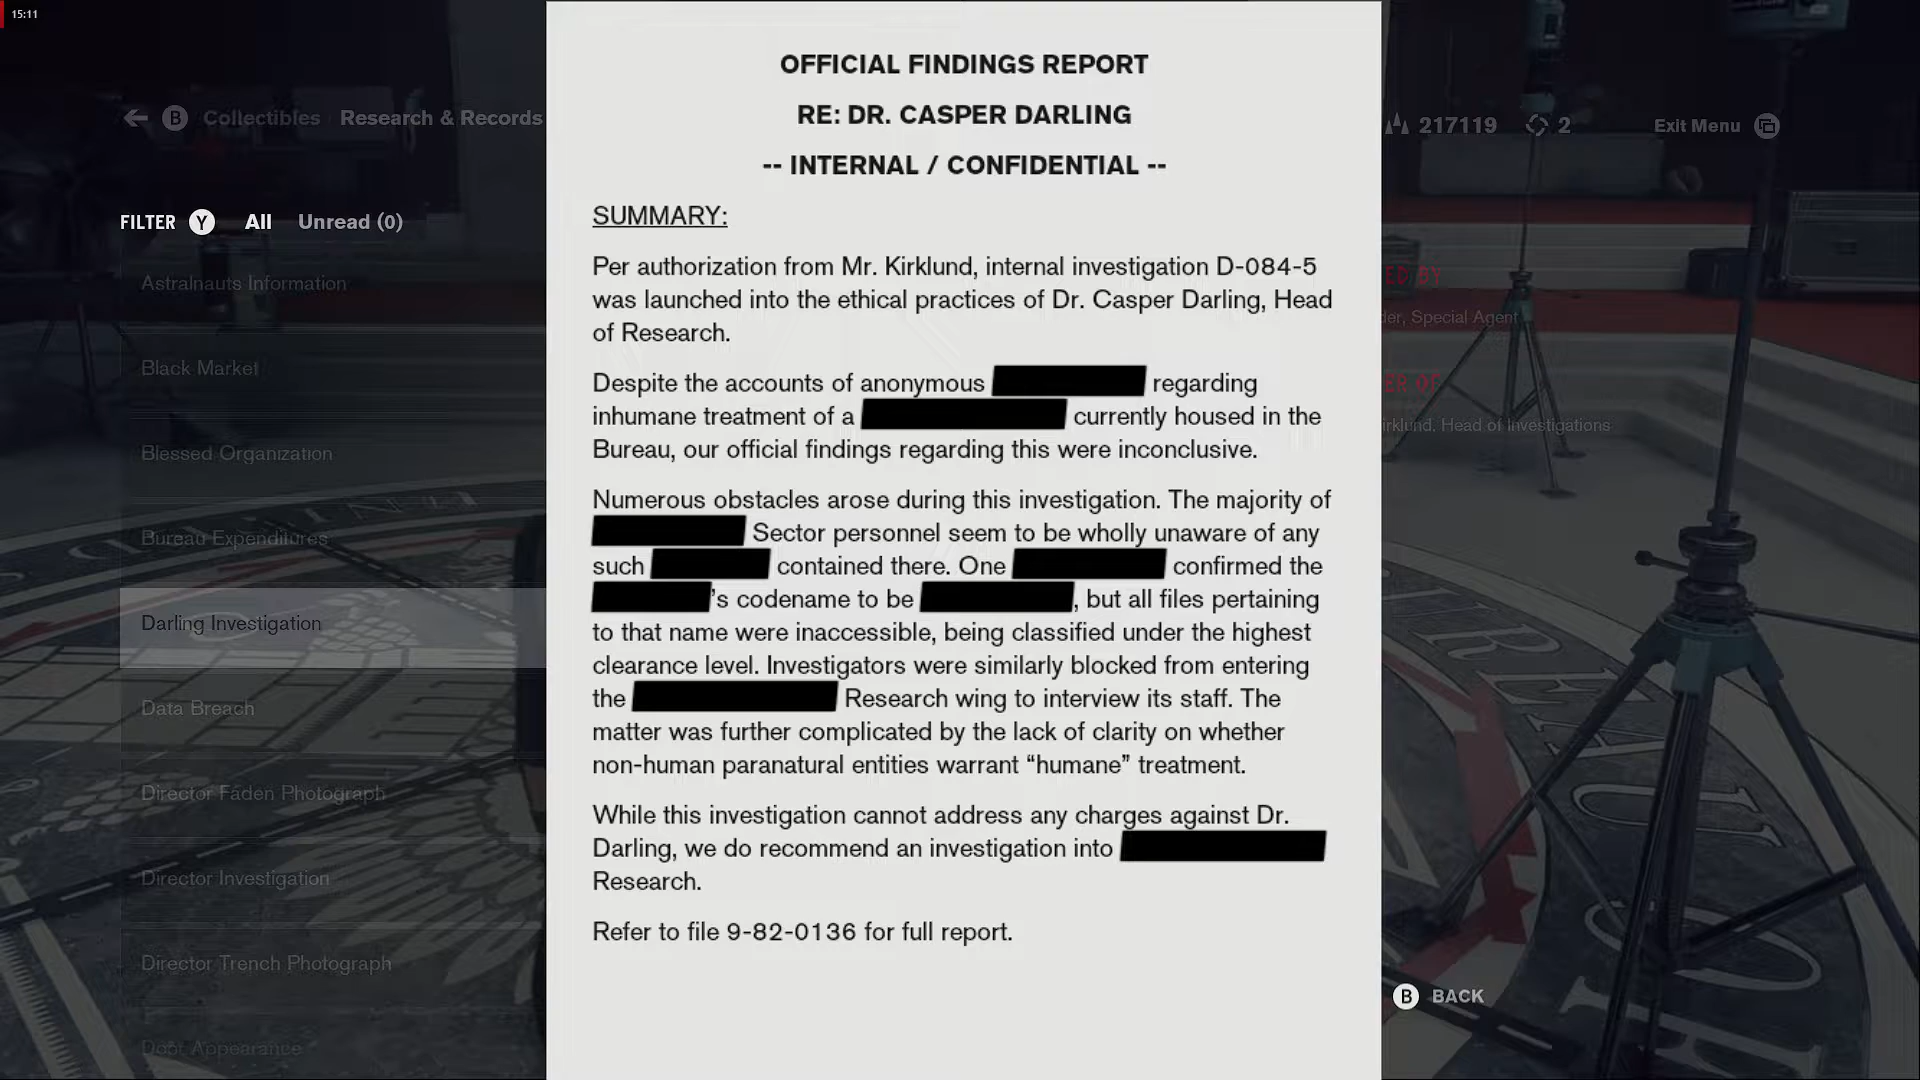 15:11
OFFICIAL FINDINGS REPORT
RE: DR. CASPER DARLING
-- INTERNAL / CONFIDENTIAL --
B Collectibles Research & Records
217119 2 Exit Menu
FILTER Y All Unread (0)
Astralnauts Information
Black Market
Blessed Organization
Bureau Expenditures
Darling Investigation
Data Breach
Director Faden Photograph
Director Investigation
Director Trench Photograph
SUMMARY:
Per authorization from Mr. Kirklund, internal investigation D-084-5
was launched into the ethical practices of Dr. Casper Darling, Head
of Research.
Despite the accounts of anonymous regarding
inhumane treatment of a currently housed in the
Bureau, our official findings regarding this were inconclusive.
Numerous obstacles arose during this investigation. The majority of
Sector personnel seem to be wholly unaware of any
such contained there. One confirmed the
's codename to be , but all files pertaining
to that name were inaccessible, being classified under the highest
clearance level. Investigators were similarly blocked from entering
the Research wing to interview its staff. The
matter was further complicated by the lack of clarity on whether
non-human paranatural entities warrant “humane” treatment.
While this investigation cannot address any charges against Dr.
Darling, we do recommend an investigation into
Research.
Refer to file 9-82-0136 for full report.
ED BY
der, Special Agent
ER OF
irklund, Head of Investigations
B BACK